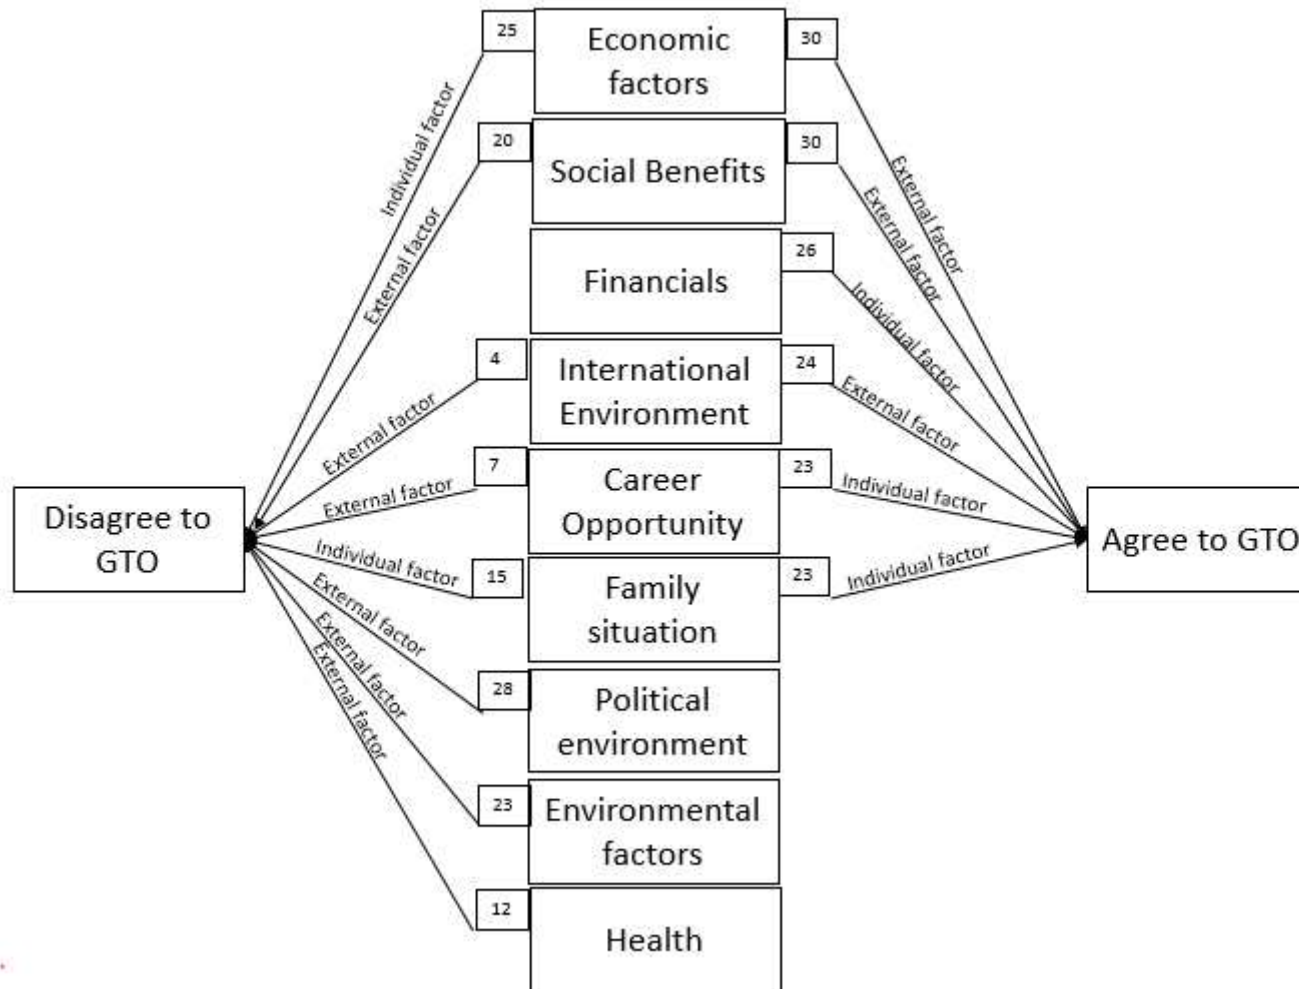 25
Economic
factors
30
Individual factor
External factor
20
Social Benefits
30
External factor
External factor
Financials
26
Individual factor
4
International
Environment
24
External factor
External factor
7
Career
Opportunity
23
External factor
Individual factor
Disagree to
GTO
Agree to GTO
15
Family
situation
23
Individual factor
Individual factor
28
Political
environment
External factor
23
Environmental
factors
External factor
12
Health
External factor